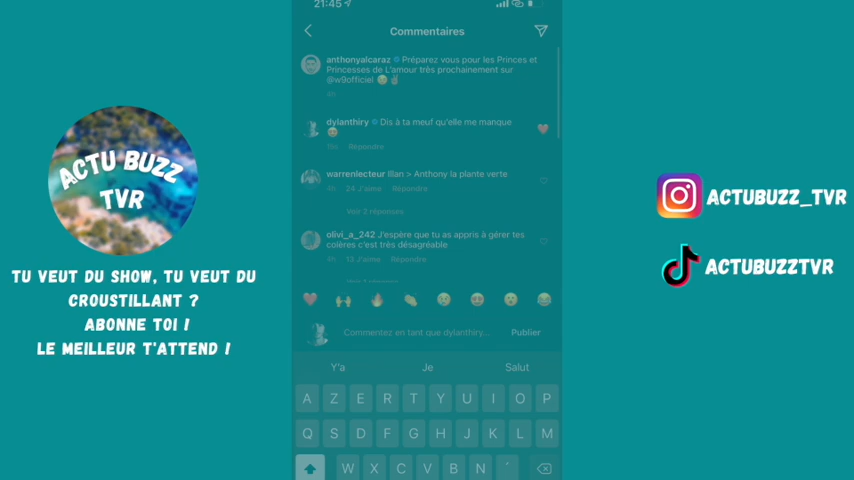 ACTU BUZZ
TVR
TU VEUT DU SHOW, TU VEUT DU
CROUSTILLANT ?
ABONNE TOI !
LE MEILLEUR T'ATTEND !
21:45
Commentaires
anthonyalcaraz Préparez vous pour les Princes et
Princesses de L'amour très prochainement sur
@w9officiel 😂✌
4h
dylanthiry Dis à ta meuf qu'elle me manque
Répondre
warrenlecteur Illan > Anthony la plante verte
4h 24 J'aime Répondre
Voir 2 réponses
olivi_a_242 J'espère que tu as appris à gérer tes
colères c'est très désagréable
4h 13 J'aime Répondre
Commentez en tant que dylanthiry...
Publier
Y'a Je Salut
A Z E R T Y U I O P
Q S D F G H J K L M
W X C V B N ´
ACTUBUZZ_TVR
ACTUBUZZTVR